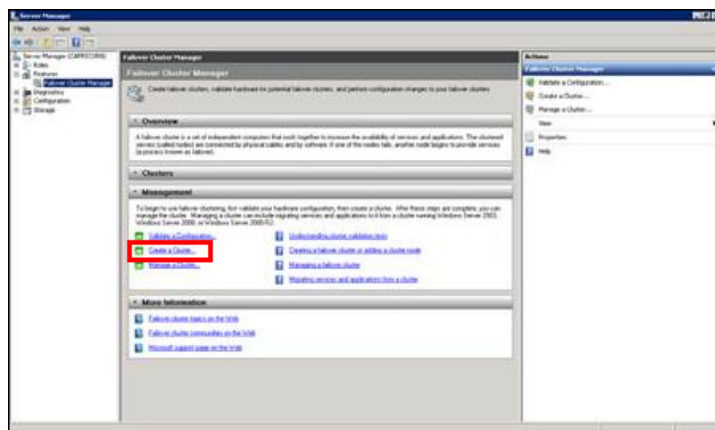 Server Manager
File Action View Help
Server Manager (CAPRICORN)
Roles
Features
Failover Cluster Manager
Diagnostics
Configuration
Storage
Failover Cluster Manager
Failover Cluster Manager
Create failover clusters, validate hardware for potential failover clusters, and perform configuration changes to your failover clusters.
Overview
A failover cluster is a set of independent computers that work together to increase the availability of services and applications. The clustered
servers (called nodes) are connected by physical cables and by software. If one of the nodes fails, another node begins to provide services
(a process known as failover).
Clusters
Management
To begin to use failover clustering, first validate your hardware configuration, then create a cluster. After these steps are complete, you can
manage the cluster. Managing a cluster can include migrating services and applications to it from a cluster running Windows Server 2003,
Windows Server 2008, or Windows Server 2008 R2.
Validate a Configuration...
Understanding cluster validation tests
Create a Cluster...
Creating a failover cluster or adding a cluster node
Manage a Cluster...
Managing a failover cluster
Migrating services and applications from a cluster
More Information
Failover cluster topics on the Web
Failover cluster communities on the Web
Microsoft support page on the Web
Actions
Failover Cluster Manager
Validate a Configuration...
Create a Cluster...
Manage a Cluster...
View
Properties
Help